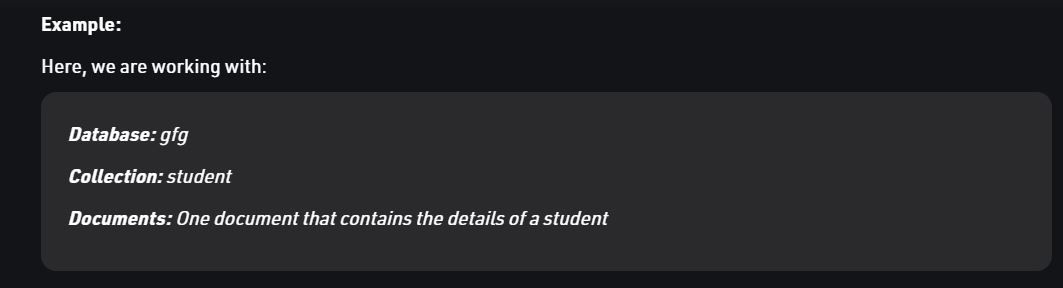 Example:
Here, we are working with:
Database: gfg
Collection: student
Documents: One document that contains the details of a student